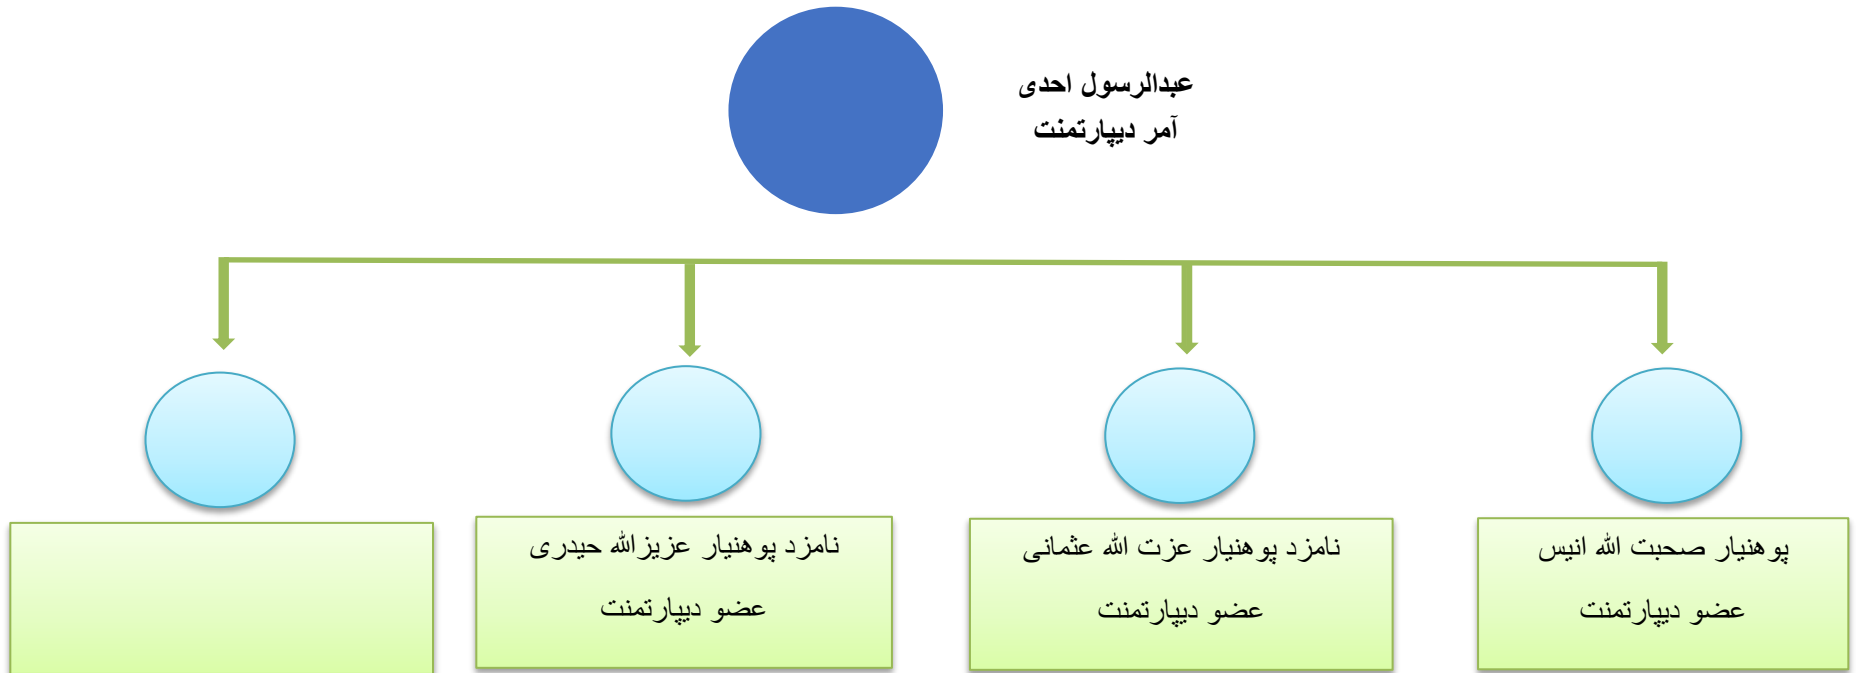 عبدالرسول احدی
آمر دیپارتمنت
پوهنیار صحبت الله انیس
عضو دیپارتمنت
نامزد پوهنیار عزت الله عثمانی
عضو دیپارتمنت
نامزد پوهنیار عزیزالله حیدری
عضو دیپارتمنت